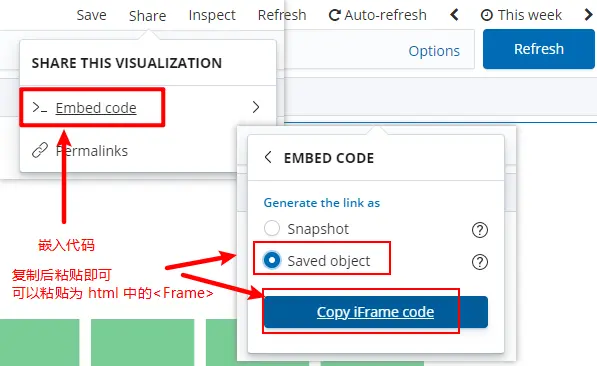 Save Share Inspect Refresh Auto-refresh This week
Options Refresh
SHARE THIS VISUALIZATION
>_ Embed code
Permalinks
EMBED CODE
Generate the link as
Snapshot
Saved object
Copy iFrame code
嵌入代码
复制后粘贴即可
可以粘贴为 html 中的<Frame>